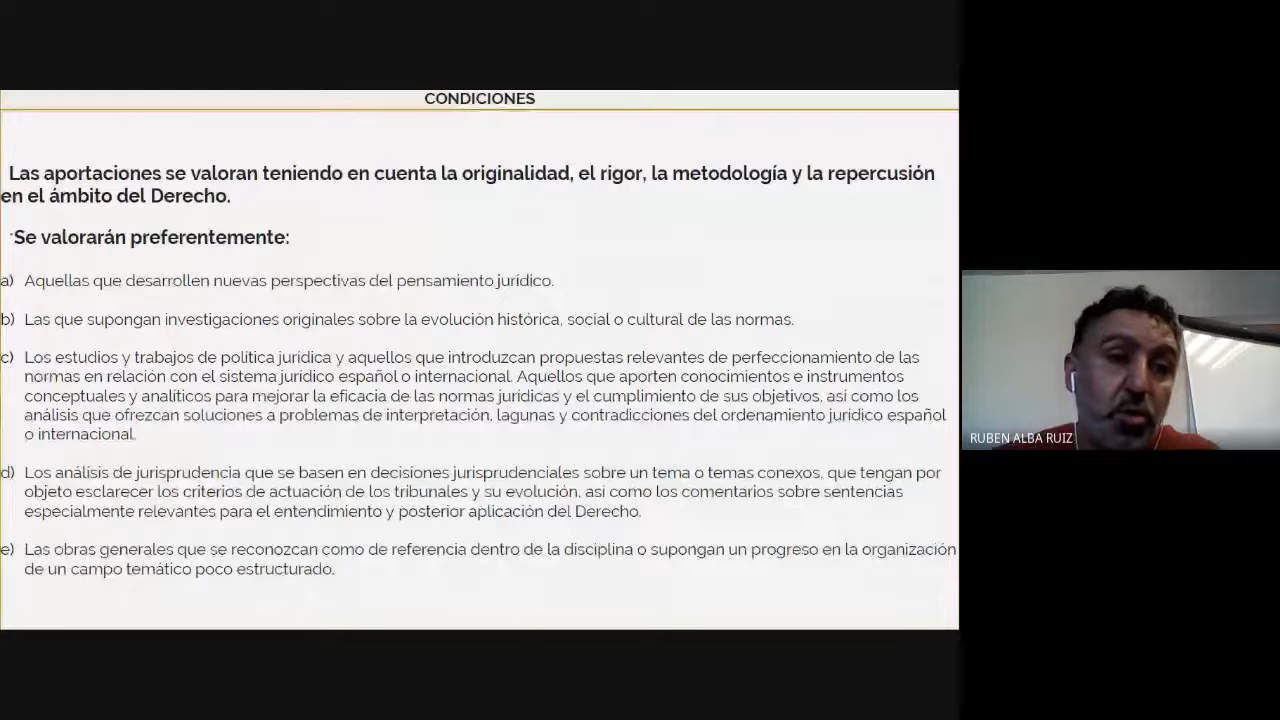 CONDICIONES
Las aportaciones se valoran teniendo en cuenta la originalidad, el rigor, la metodología y la repercusión
en el ámbito del Derecho.
Se valorarán preferentemente:
a) Aquellas que desarrollen nuevas perspectivas del pensamiento jurídico.
b) Las que supongan investigaciones originales sobre la evolución histórica, social o cultural de las normas.
c) Los estudios y trabajos de política jurídica y aquellos que introduzcan propuestas relevantes de perfeccionamiento de las
normas en relación con el sistema jurídico español o internacional. Aquellos que aporten conocimientos e instrumentos
conceptuales y analíticos para mejorar la eficacia de las normas jurídicas y el cumplimiento de sus objetivos, así como los
análisis que ofrezcan soluciones a problemas de interpretación, lagunas y contradicciones del ordenamiento jurídico español
o internacional.
d) Los análisis de jurisprudencia que se basen en decisiones jurisprudenciales sobre un tema o temas conexos, que tengan por
objeto esclarecer los criterios de actuación de los tribunales y su evolución, así como los comentarios sobre sentencias
especialmente relevantes para el entendimiento y posterior aplicación del Derecho.
e) Las obras generales que se reconozcan como de referencia dentro de la disciplina o supongan un progreso en la organización
de un campo temático poco estructurado.
RUBEN ALBA RUIZ